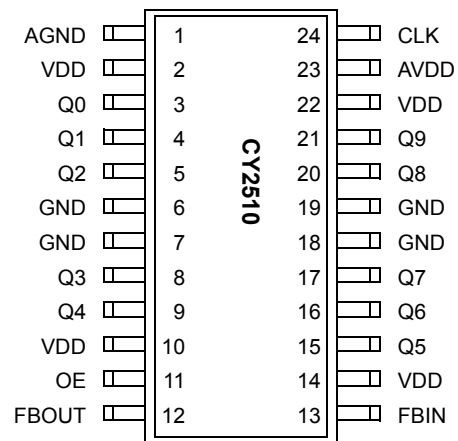 AGND 1 24 CLK
VDD 2 23 AVDD
Q0 3 22 VDD
Q1 4 21 Q9
Q2 5 20 Q8
GND 6 19 GND
GND 7 18 GND
Q3 8 17 Q7
Q4 9 16 Q6
VDD 10 15 Q5
OE 11 14 VDD
FBOUT 12 13 FBIN
CY2510